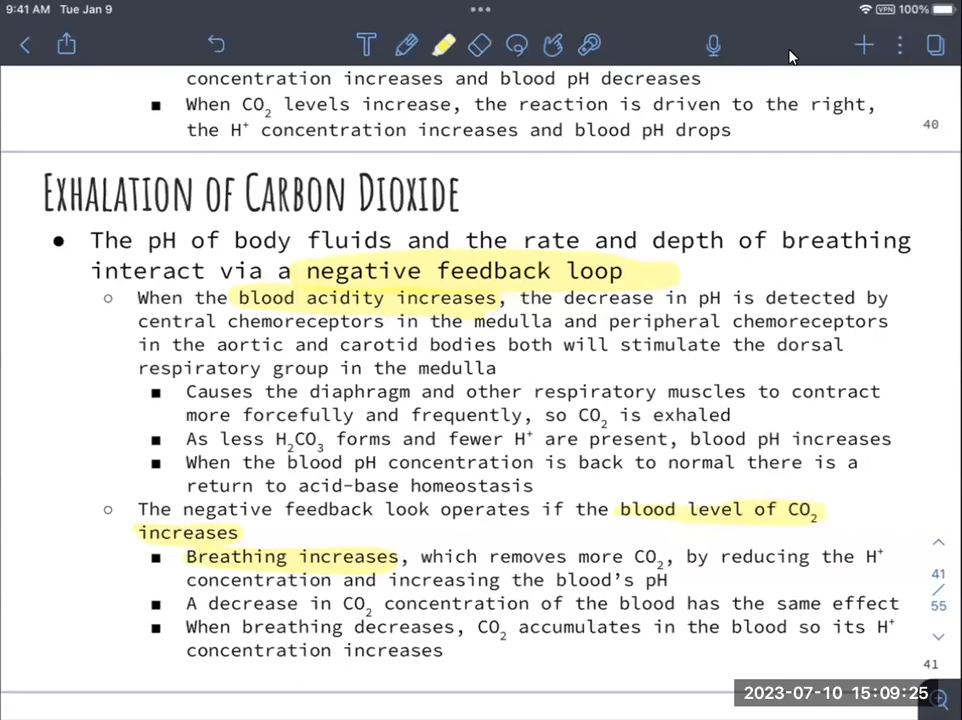 9:41 AM Tue Jan 9
VPN 100%
concentration increases and blood pH decreases
■ When CO₂ levels increase, the reaction is driven to the right,
the H⁺ concentration increases and blood pH drops
40
EXHALATION OF CARBON DIOXIDE
● The pH of body fluids and the rate and depth of breathing
interact via a negative feedback loop
○ When the blood acidity increases, the decrease in pH is detected by
central chemoreceptors in the medulla and peripheral chemoreceptors
in the aortic and carotid bodies both will stimulate the dorsal
respiratory group in the medulla
■ Causes the diaphragm and other respiratory muscles to contract
more forcefully and frequently, so CO₂ is exhaled
■ As less H₂CO₃ forms and fewer H⁺ are present, blood pH increases
■ When the blood pH concentration is back to normal there is a
return to acid-base homeostasis
○ The negative feedback look operates if the blood level of CO₂
increases
■ Breathing increases, which removes more CO₂, by reducing the H⁺
concentration and increasing the blood's pH
■ A decrease in CO₂ concentration of the blood has the same effect
■ When breathing decreases, CO₂ accumulates in the blood so its H⁺
concentration increases
41
/
55
41
2023-07-10 15:09:25